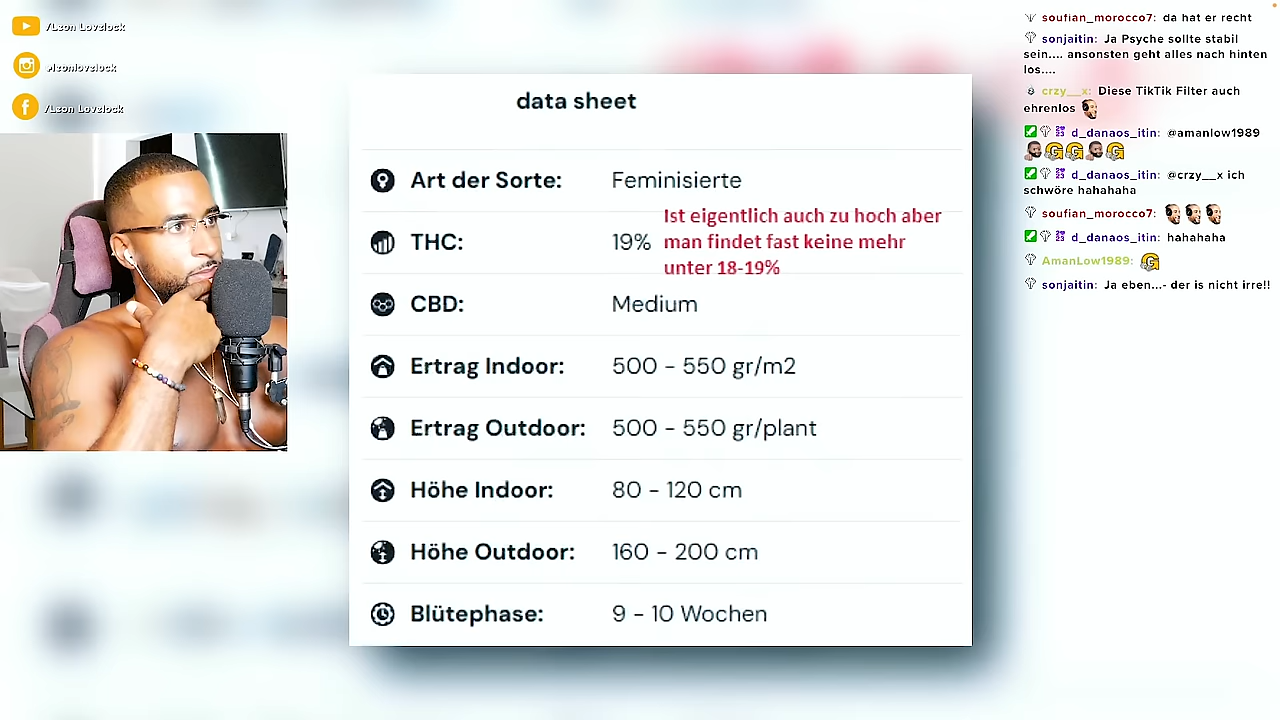 /Leon Lovelock
/Leon Lovelock
data sheet
Art der Sorte: Feminisierte
THC: 19%
Ist eigentlich auch zu hoch aber
man findet fast keine mehr
unter 18-19%
CBD: Medium
Ertrag Indoor: 500 - 550 gr/m2
Ertrag Outdoor: 500 - 550 gr/plant
Höhe Indoor: 80 - 120 cm
Höhe Outdoor: 160 - 200 cm
Blütephase: 9 - 10 Wochen
soufian_morocco7: da hat er recht
sonjaitin: Ja Psyche sollte stabil
sein.... ansonsten geht alles nach hinten
los....
crzy__x: Diese TikTik Filter auch
ehrenlos
d_danaos_itin: @amanlow1989
d_danaos_itin: @crzy__x ich
schwöre hahahaha
soufian_morocco7:
d_danaos_itin: hahahaha
AmanLow1989:
sonjaitin: Ja eben...- der is nicht irre!!